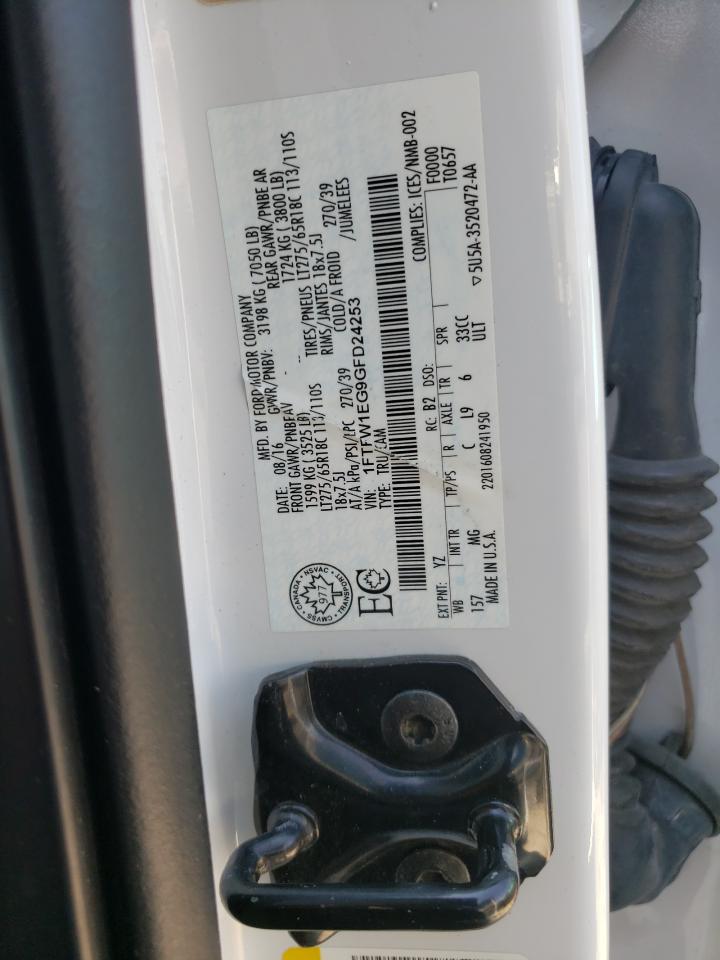 MFD. BY FORD MOTOR COMPANY
DATE: 08/16 GVWR/PNBV: 3198 KG ( 7050 LB)
FRONT GAWR/PNBE AV REAR GAWR/PNBE AR
1599 KG ( 3525 LB) 1724 KG ( 3800 LB)
LT275/65R18C 113/110S TIRES/PNEUS LT275/65R18C 113/110S
18x7.5J RIMS/JANTES 18x7.5J
AT/A kPa/PSI/LPC 270/39 COLD/A FROID 270/39
VIN: 1FTFW1EG9GFD24253 /JUMELEES
TYPE: TRU/CAM
CANADA • NSVAC • TRANSPORT • CMVSS •
977
EC
COMPLIES: ICES/NMB-002
EXT PNT: YZ RC: B2 DSO: F0000
WB INT TR TP/PS R AXLE TR SPR T0657
157 MG C L9 6 33CC
ULT
MADE IN U.S.A. 2201608241950 ▽5U5A-3520472-AA